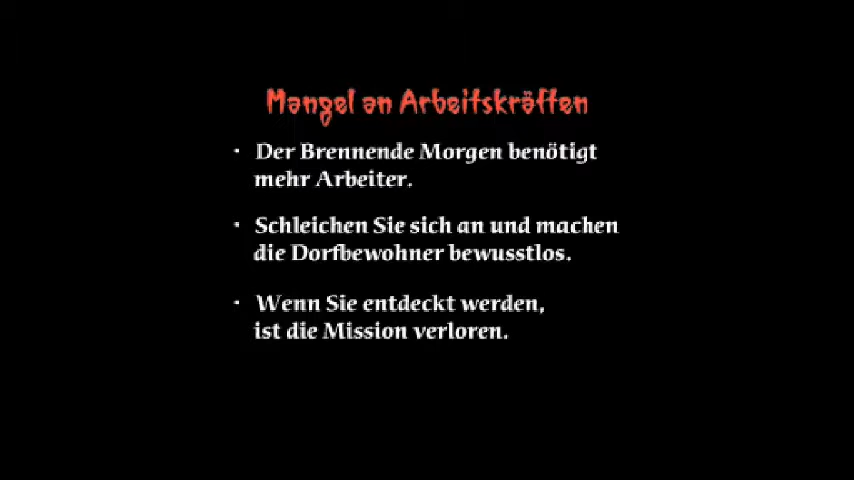 Mangel an Arbeitskräften
• Der Brennende Morgen benötigt
mehr Arbeiter.
• Schleichen Sie sich an und machen
die Dorfbewohner bewusstlos.
• Wenn Sie entdeckt werden,
ist die Mission verloren.